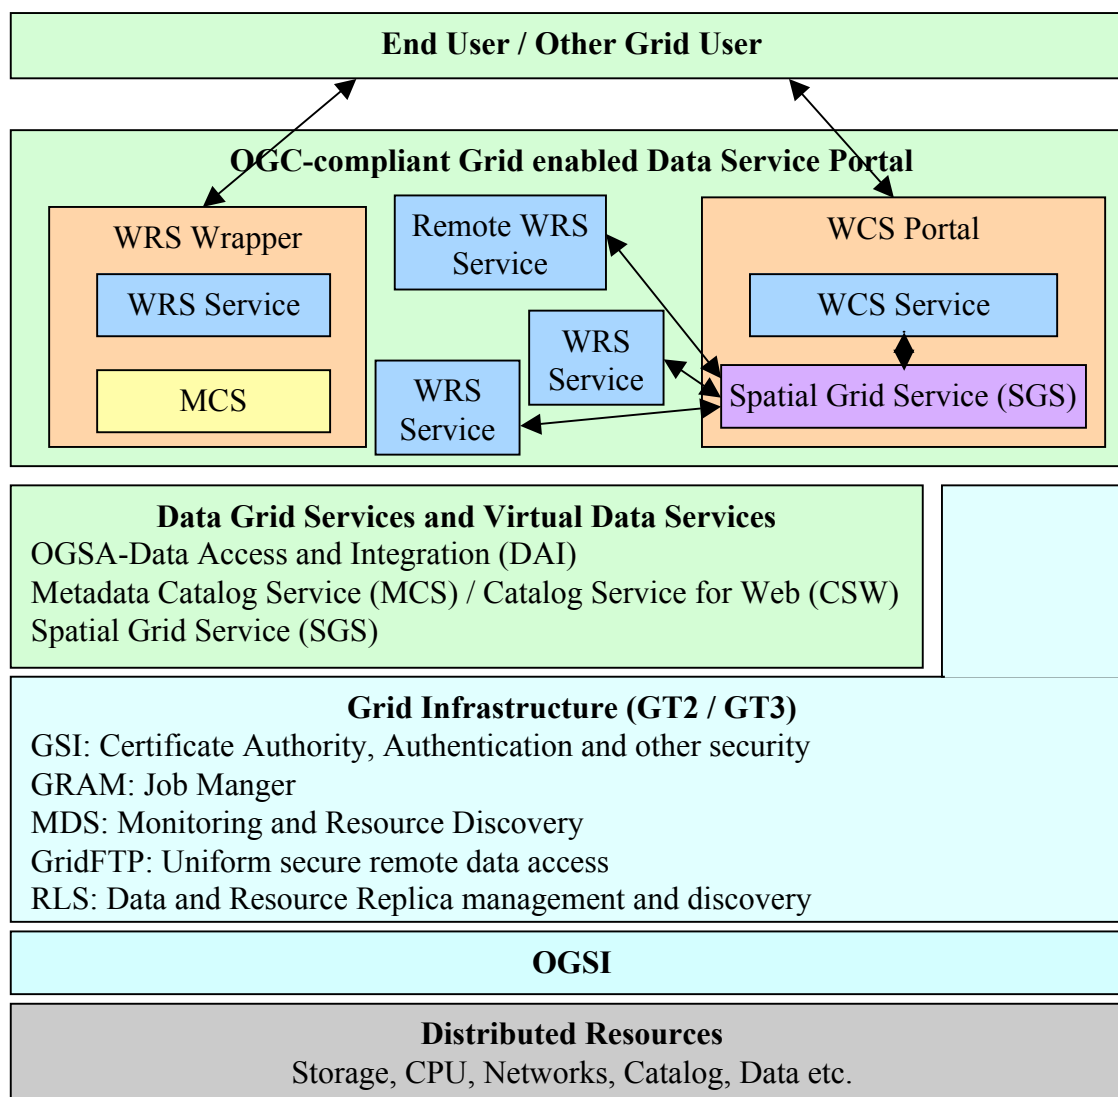 End User / Other Grid User
OGC-compliant Grid enabled Data Service Portal
WRS Wrapper
WRS Service
MCS
Remote WRS
Service
WRS
Service
WRS
Service
WCS Portal
WCS Service
Spatial Grid Service (SGS)
Data Grid Services and Virtual Data Services
OGSA-Data Access and Integration (DAI)
Metadata Catalog Service (MCS) / Catalog Service for Web (CSW)
Spatial Grid Service (SGS)
Grid Infrastructure (GT2 / GT3)
GSI: Certificate Authority, Authentication and other security
GRAM: Job Manger
MDS: Monitoring and Resource Discovery
GridFTP: Uniform secure remote data access
RLS: Data and Resource Replica management and discovery
OGSI
Distributed Resources
Storage, CPU, Networks, Catalog, Data etc.